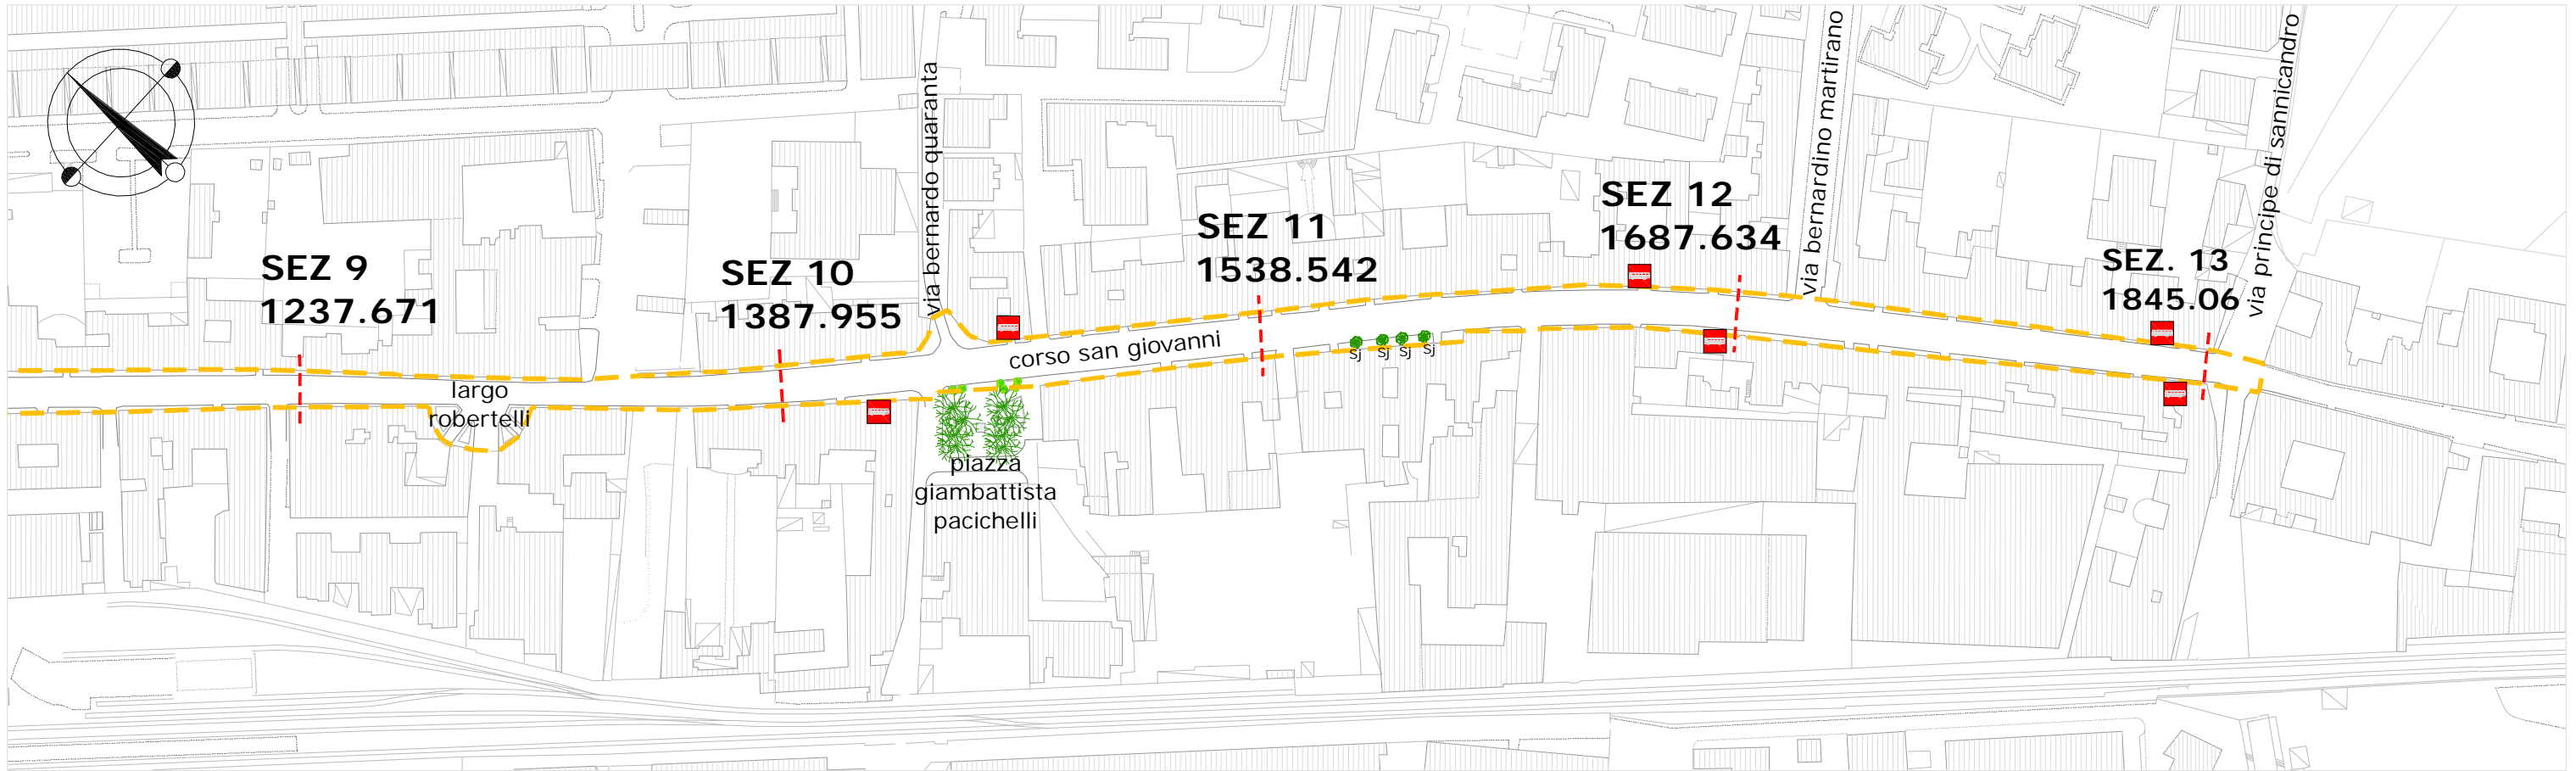 via bernardo quaranta
via bernardino martirano
via principe di sannicandro
SEZ 9
1237.671
SEZ 10
1387.955
SEZ 11
1538.542
SEZ 12
1687.634
SEZ. 13
1845.06
corso san giovanni
sj
sj
sj
sj
largo
robertelli
piazza
giambattista
pacichelli